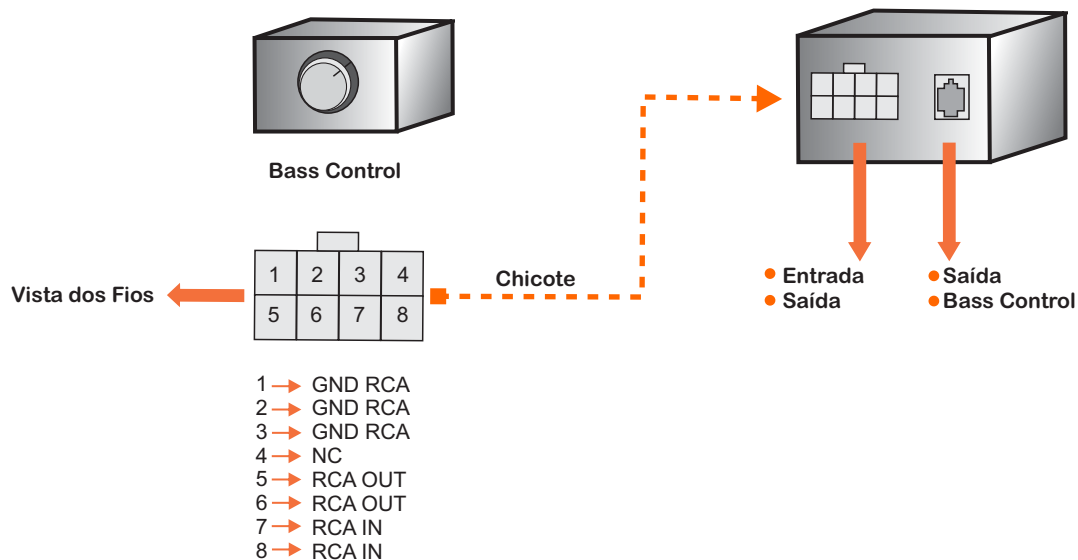 Bass Control
1 2 3 4
5 6 7 8
Vista dos Fios
Chicote
Entrada
Saída
Saída
Bass Control
1 GND RCA
2 GND RCA
3 GND RCA
4 NC
5 RCA OUT
6 RCA OUT
7 RCA IN
8 RCA IN